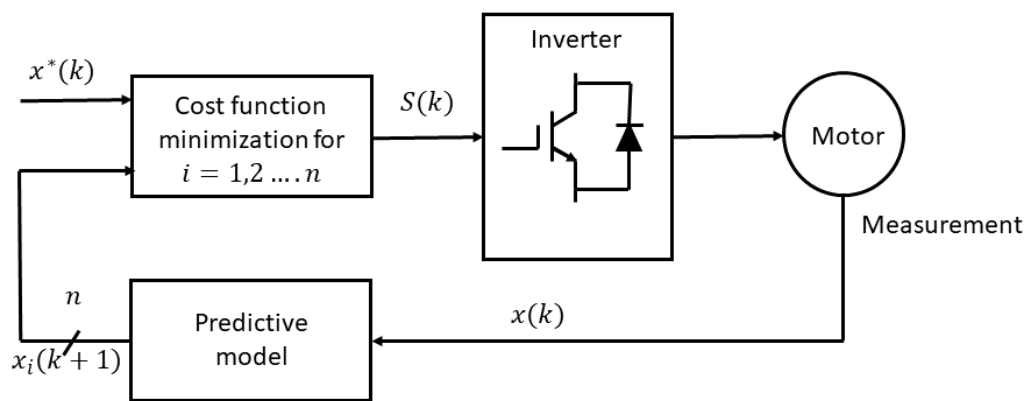 x*(k)
Cost function
minimization for
i = 1,2 .... n
S(k)
Inverter
Motor
Measurement
n
x_i(k + 1)
Predictive
model
x(k)